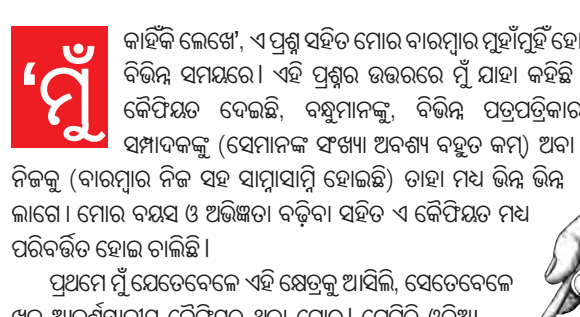 ‘ମୁଁ କାହିଁକି ଲେଖେ’, ଏ ପ୍ରଶ୍ନ ସହିତ ମୋର ବାରମ୍ବାର ମୁହାଁମୁହିଁ
ବିଭିନ୍ନ ସମୟରେ। ଏହି ପ୍ରଶ୍ନର ଉତ୍ତରରେ ମୁଁ ଯାହା କହିଛି
କୈଫିୟତ ଦେଇଛି, ବନ୍ଧୁମାନଙ୍କୁ, ବିଭିନ୍ନ ପତ୍ରପତ୍ରିକାର
ସମ୍ପାଦକଙ୍କୁ (ସେମାନଙ୍କ ସଂଖ୍ୟା ଅବଶ୍ୟ ବହୁତ କମ୍) ଅବା
ନିଜକୁ (ବାରମ୍ବାର ନିଜ ସହ ସାମ୍ନାସାମ୍ନି ହୋଇଛି) ତାହା ମଧ୍ୟ ଭିନ୍ନ ଭିନ୍ନ
ଲାଗେ। ମୋର ବୟସ ଓ ଅଭିଜ୍ଞତା ବଢ଼ିବା ସହିତ ଏ କୈଫିୟତ ମଧ୍ୟ
ପରିବର୍ତ୍ତିତ ହୋଇ ଚାଲିଛି।
ପ୍ରଥମେ ମୁଁ ଯେତେବେଳେ ଏହି କ୍ଷେତ୍ରକୁ ଆସିଲି, ସେତେବେଳେ